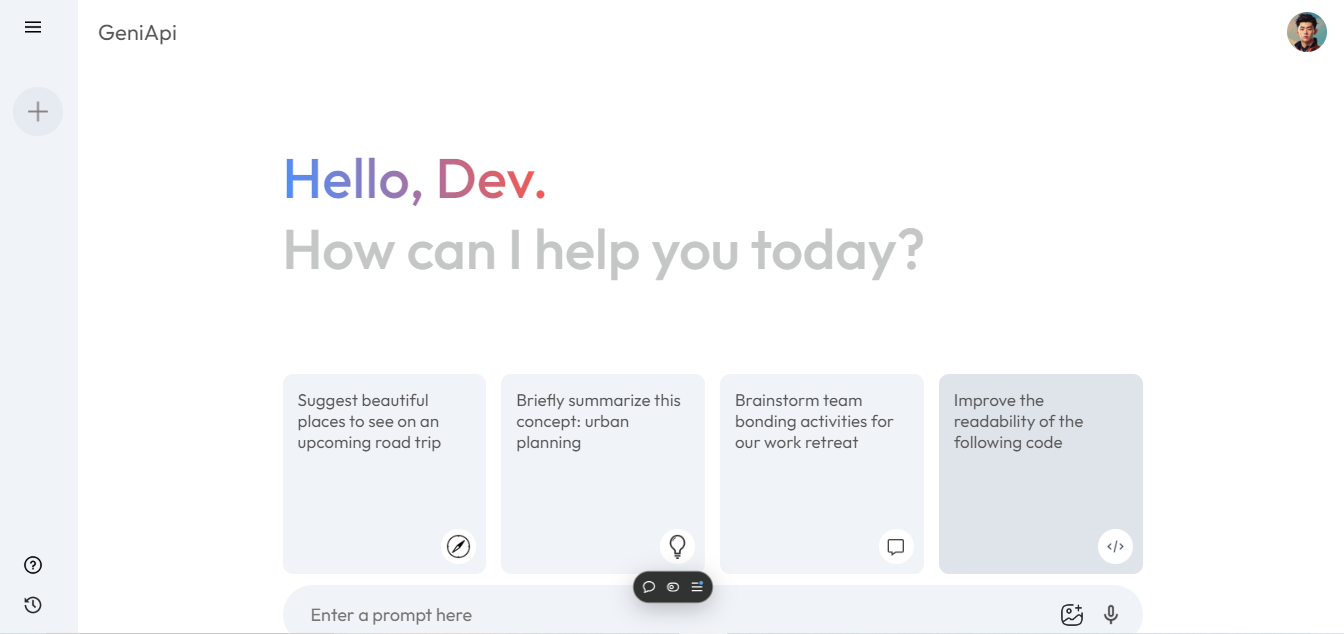 GeniApi
Hello, Dev.
How can I help you today?
Suggest beautiful
places to see on an
upcoming road trip
Briefly summarize this
concept: urban
planning
Brainstorm team
bonding activities for
our work retreat
Improve the
readability of the
following code
Enter a prompt here